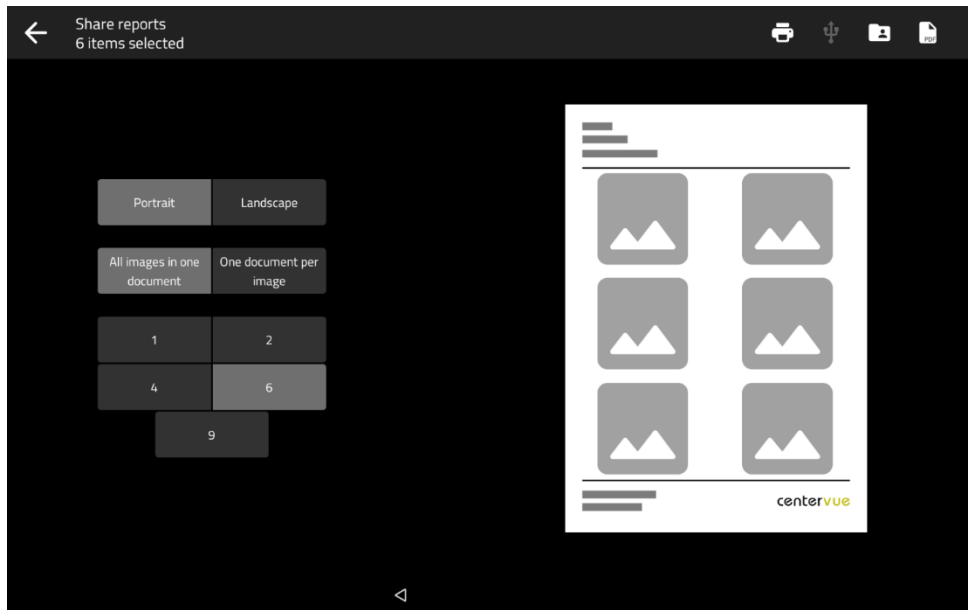 Share reports
6 items selected
PDF
Portrait
Landscape
All images in one
document
One document per
image
1
2
4
6
9
centervue